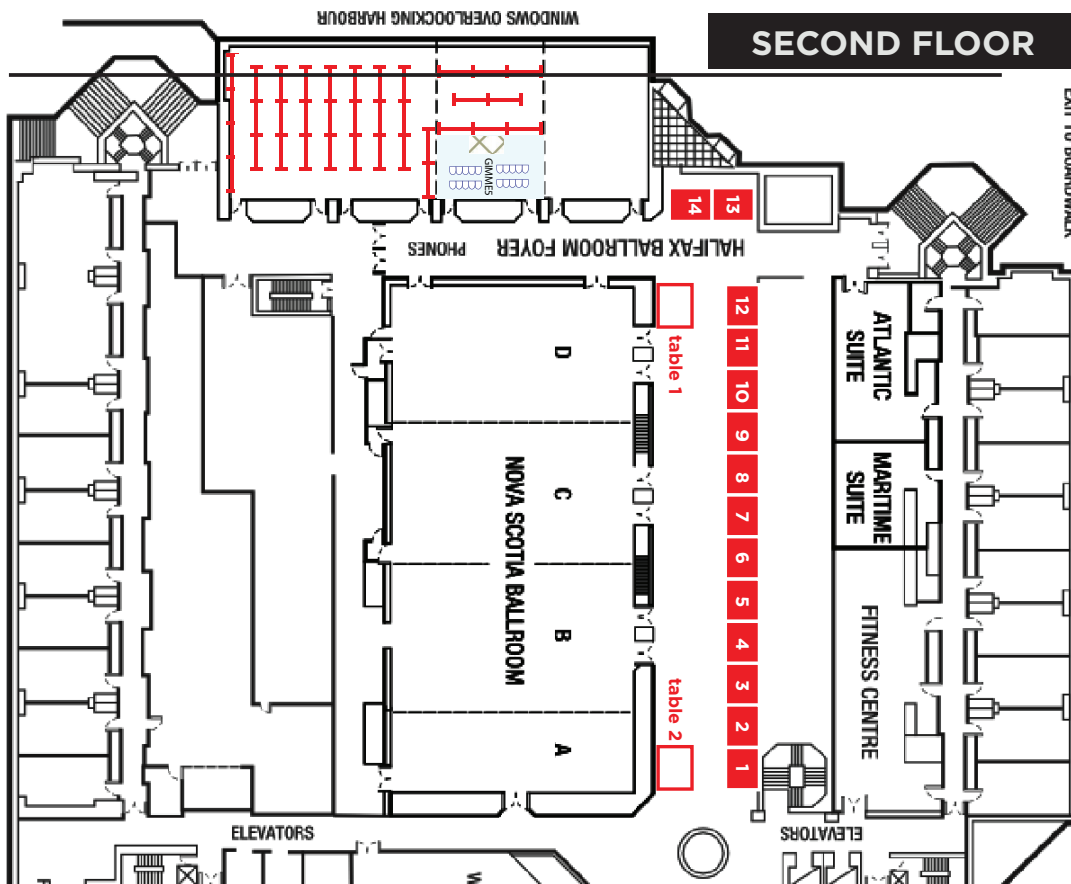 WINDOWS OVERLOOOCKING HARBOUR
SECOND FLOOR
EXIT TO BOARDWALK
GIMMES
14
13
PHONES
HALIFAX BALLROOM FOYER
12
11
10
9
8
7
6
5
4
3
2
1
table 1
table 2
D
C
B
A
NOVA SCOTIA BALLROOM
ATLANTIC
SUITE
MARITIME
SUITE
FITNESS CENTRE
ELEVATORS
ELEVATORS